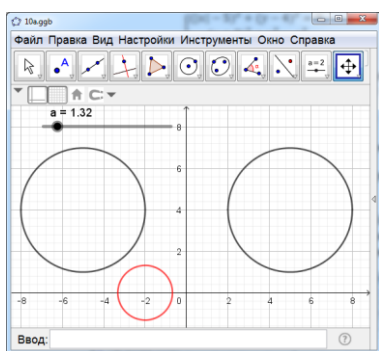 10a.ggb
Файл Правка Вид Настройки Инструменты Окно Справка
A
a=2
a = 1.32
8
6
4
2
-8 -6 -4 -2 0 2 4 6 8
Ввод: